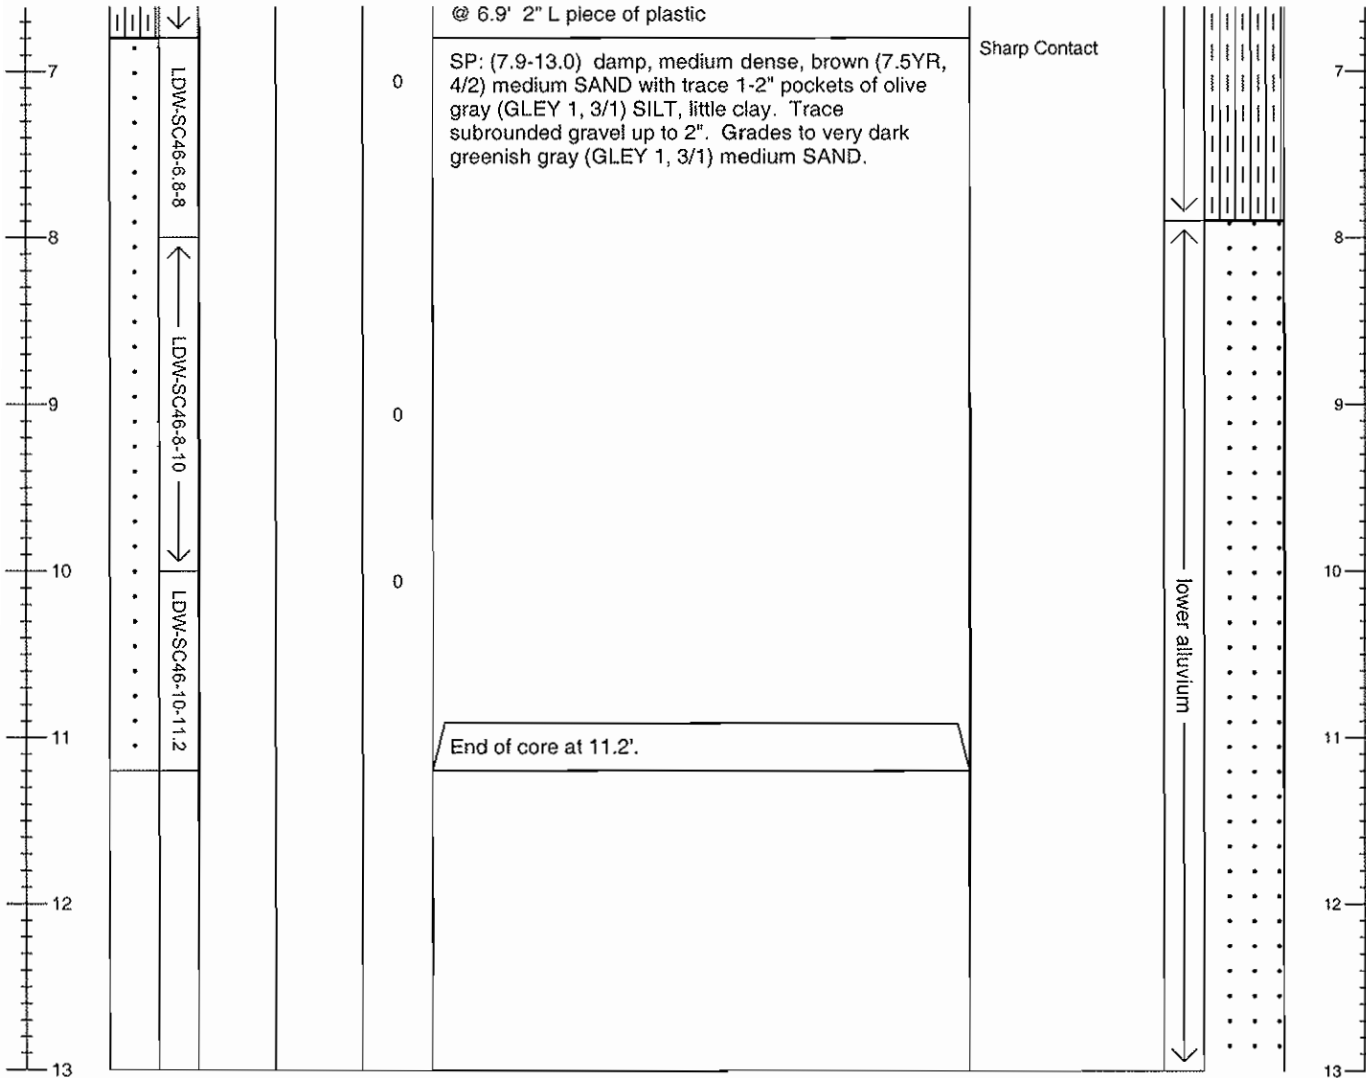 @ 6.9' 2" L piece of plastic
Sharp Contact
SP: (7.9-13.0) damp, medium dense, brown (7.5YR,
4/2) medium SAND with trace 1-2" pockets of olive
gray (GLEY 1, 3/1) SILT, little clay. Trace
subrounded gravel up to 2". Grades to very dark
greenish gray (GLEY 1, 3/1) medium SAND.
7
0
7
LDW-SC46-6.8-8
8
8
LDW-SC46-8-10
9
0
9
10
0
10
LDW-SC46-10-11.2
lower alluvium
11
End of core at 11.2'.
11
12
12
13
13